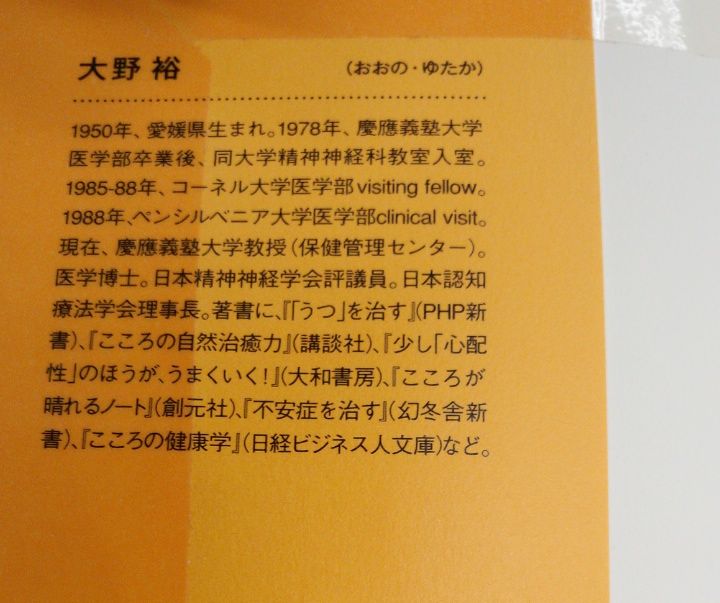 大野 裕 (おおの・ゆたか)
1950年、愛媛県生まれ。1978年、慶應義塾大学
医学部卒業後、同大学精神神経科教室入室。
1985-88年、コーネル大学医学部visiting fellow。
1988年、ペンシルベニア大学医学部clinical visit。
現在、慶應義塾大学教授(保健管理センター)。
医学博士。日本精神神経学会評議員。日本認知
療法学会理事長。著書に、『「うつ」を治す』(PHP新
書)、『こころの自然治癒力』(講談社)、『少し「心配
性」のほうが、うまくいく!』(大和書房)、『こころが
晴れるノート』(創元社)、『不安症を治す』(幻冬舎新
書)、『こころの健康学』(日経ビジネス人文庫)など。